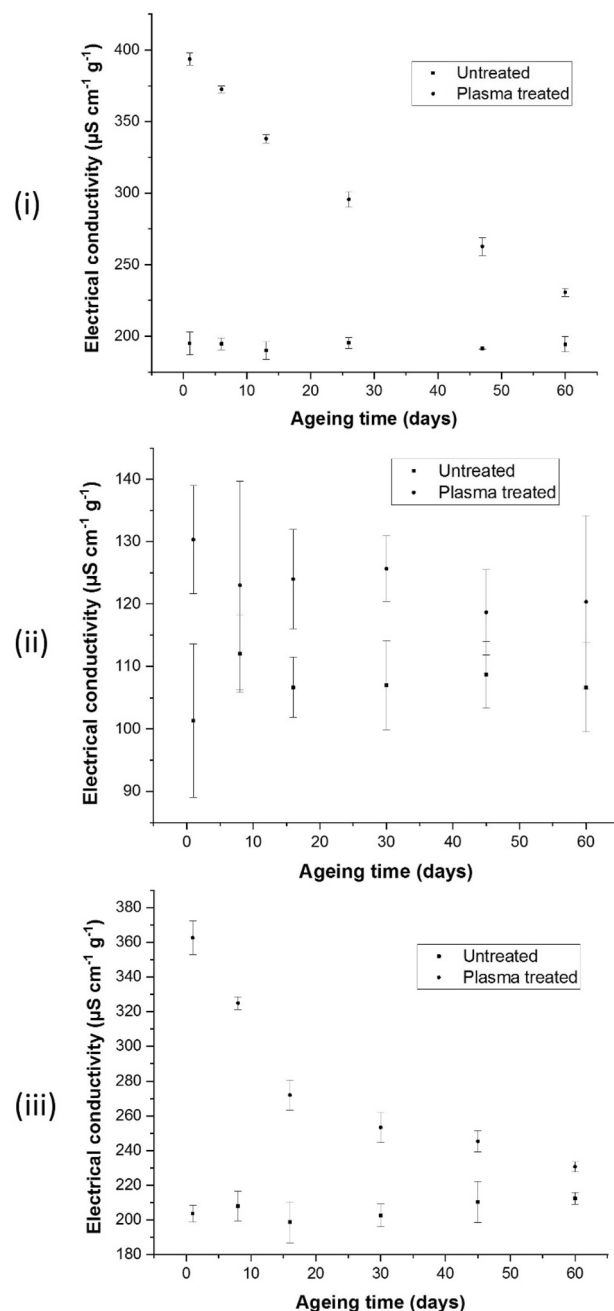 (i)
Electrical conductivity (µS cm⁻¹ g⁻¹)
400
350
300
250
200
Untreated
Plasma treated
0 10 20 30 40 50 60
Ageing time (days)
(ii)
Electrical conductivity (µS cm⁻¹ g⁻¹)
140
130
120
110
100
90
Untreated
Plasma treated
0 10 20 30 40 50 60
Ageing time (days)
(iii)
Electrical conductivity (µS cm⁻¹ g⁻¹)
380
360
340
320
300
280
260
240
220
200
180
Untreated
Plasma treated
0 10 20 30 40 50 60
Ageing time (days)